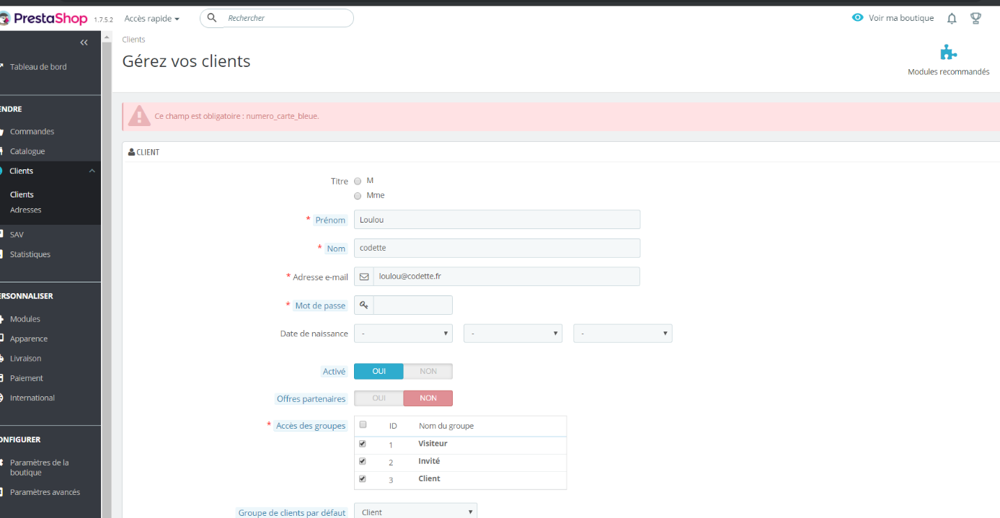 PrestaShop 1.7.5.2 Accès rapide Rechercher Voir ma boutique
Clients
Gérez vos clients
Modules recommandés
Tableau de bord
ENDRE
Commandes
Catalogue
Clients
Clients
Adresses
SAV
Statistiques
ERSONNALISER
Modules
Apparence
Livraison
Paiement
International
ONFIGURER
Paramètres de la
boutique
Paramètres avancés
Ce champ est obligatoire : numero_carte_bleue.
CLIENT
Titre M
Mme
* Prénom Loulou
* Nom codette
* Adresse e-mail loulou@codette.fr
* Mot de passe
Date de naissance - - -
Activé OUI NON
Offres partenaires OUI NON
* Accès des groupes ID Nom du groupe
1 Visiteur
2 Invité
3 Client
Groupe de clients par défaut Client